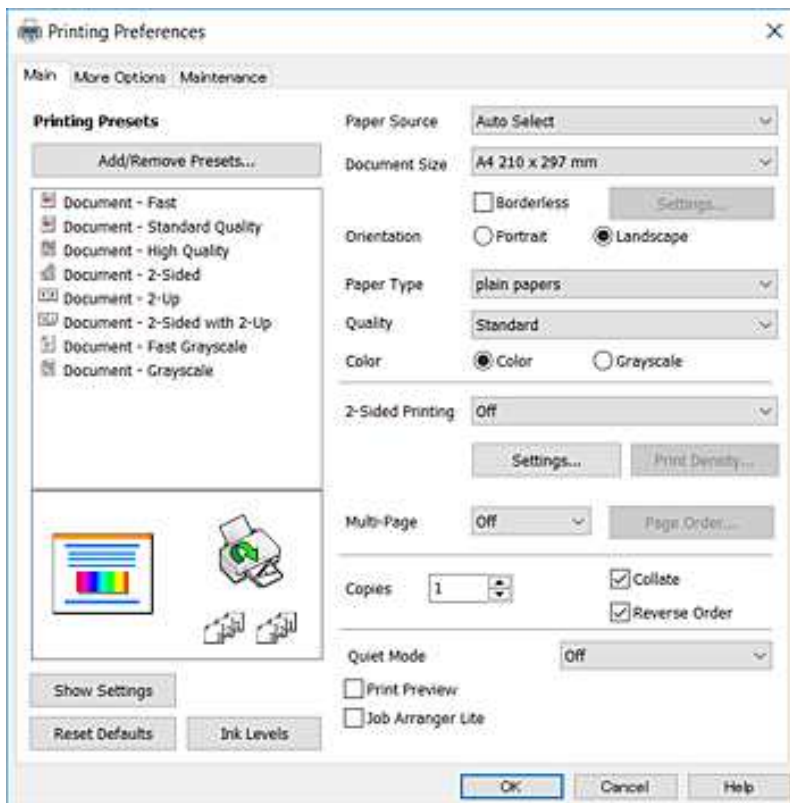 Printing Preferences
Main More Options Maintenance
Printing Presets
Add/Remove Presets...
Document - Fast
Document - Standard Quality
Document - High Quality
Document - 2-Sided
Document - 2-Up
Document - 2-Sided with 2-Up
Document - Fast Grayscale
Document - Grayscale
Show Settings
Reset Defaults Ink Levels
Paper Source Auto Select
Document Size A4 210 x 297 mm
Borderless Settings...
Orientation Portrait Landscape
Paper Type plain papers
Quality Standard
Color Color Grayscale
2-Sided Printing Off
Settings... Print Density...
Multi-Page Off Page Order...
Copies 1 Collate
Reverse Order
Quiet Mode Off
Print Preview
Job Arranger Lite
OK Cancel Help